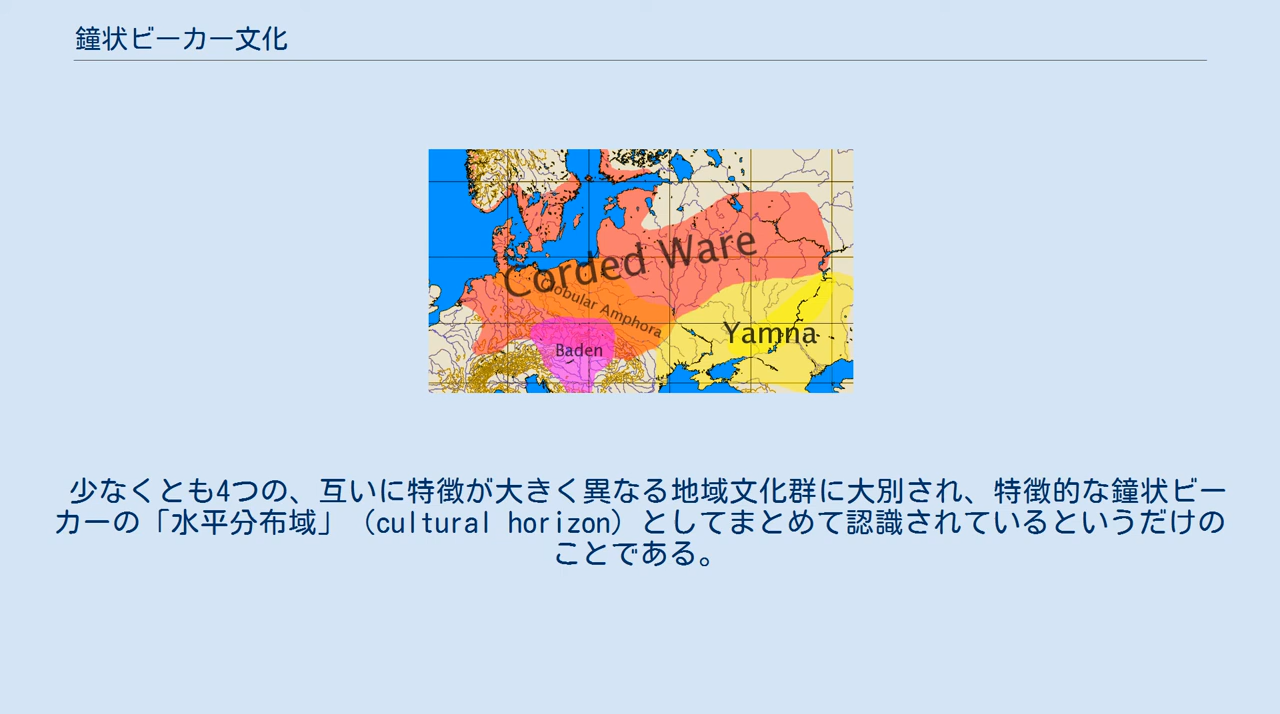 鐘状ビーカー文化
Corded Ware
lobular Amphora
Yamna
Baden
少なくとも4つの、互いに特徴が大きく異なる地域文化群に大別され、特徴的な鐘状ビー
カーの「水平分布域」（cultural horizon）としてまとめて認識されているというだけの
ことである。